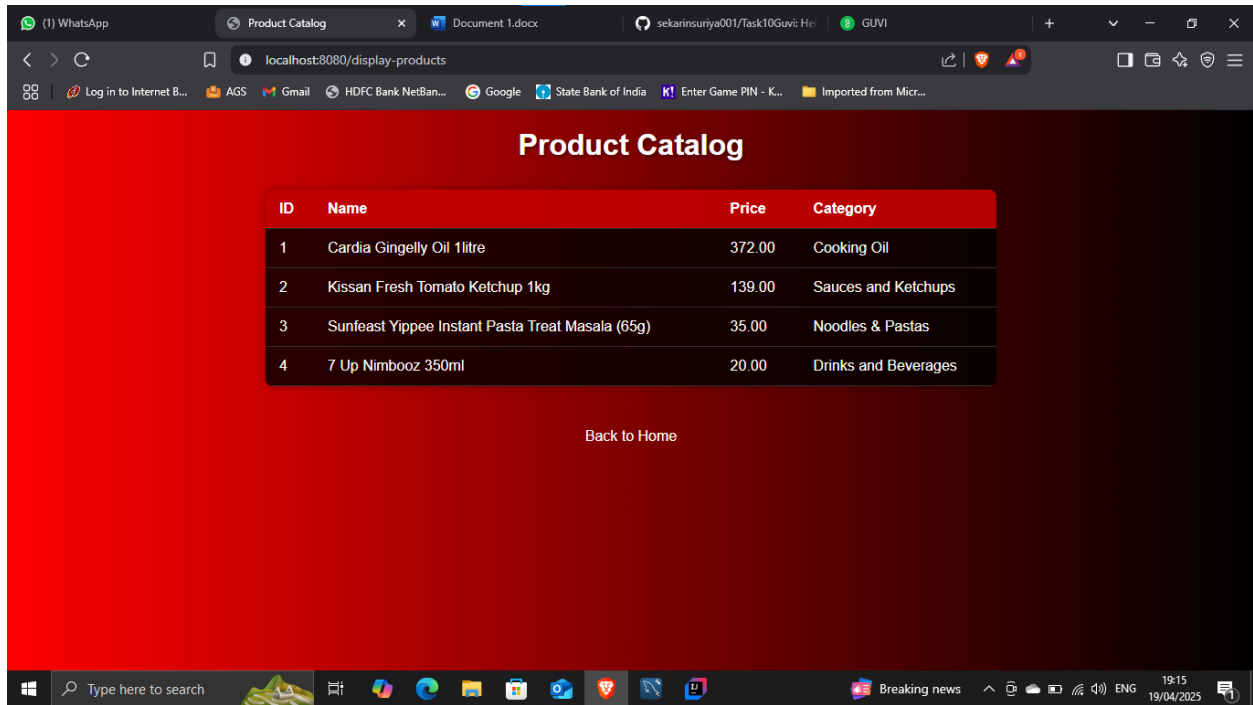 (1) WhatsApp
Product Catalog
Document 1.docx
sekarinsuriya001/Task10Guvi: Hel
GUVI
localhost:8080/display-products
Log in to Internet B...
AGS
Gmail
HDFC Bank NetBan...
Google
State Bank of India
K!
Enter Game PIN - K...
Imported from Micr...
Product Catalog
ID Name Price Category
1 Cardia Gingelly Oil 1litre 372.00 Cooking Oil
2 Kissan Fresh Tomato Ketchup 1kg 139.00 Sauces and Ketchups
3 Sunfeast Yippee Instant Pasta Treat Masala (65g) 35.00 Noodles & Pastas
4 7 Up Nimbooz 350ml 20.00 Drinks and Beverages
Back to Home
Type here to search
Breaking news
ENG
19:15
19/04/2025